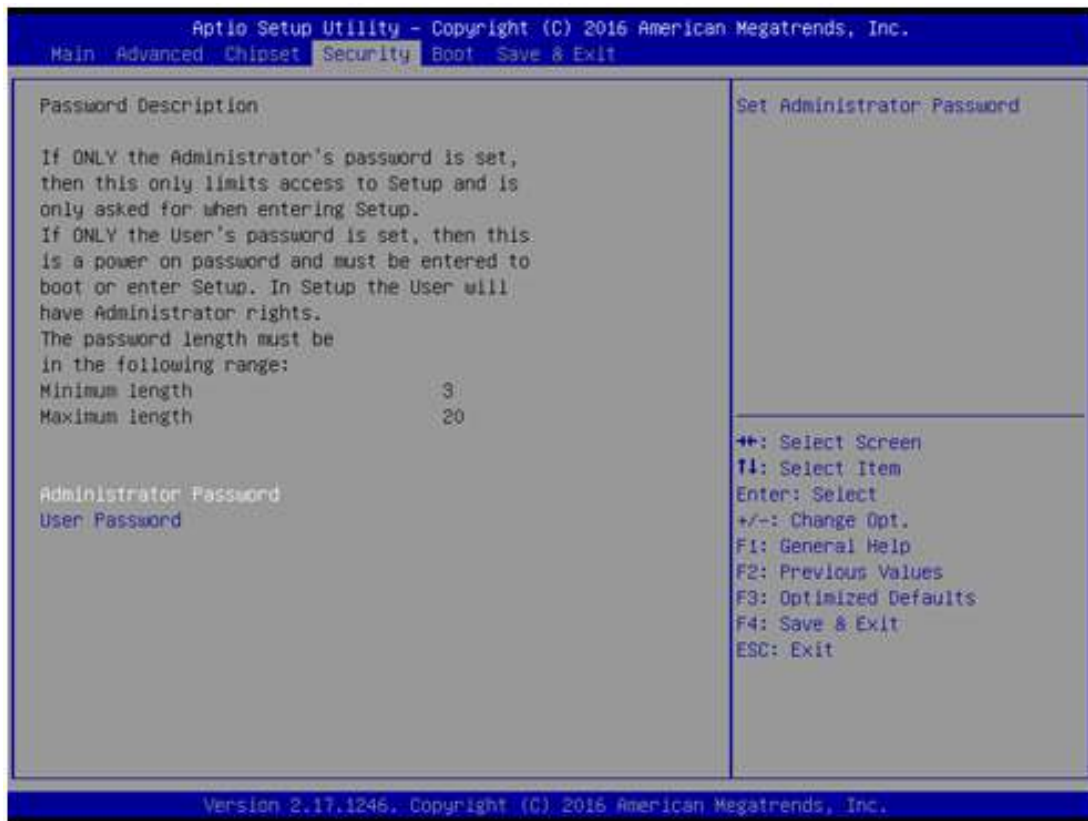 Aptio Setup Utility – Copyright (C) 2016 American Megatrends, Inc.
Main Advanced Chipset Security Boot Save & Exit
Password Description
If ONLY the Administrator's password is set,
then this only limits access to Setup and is
only asked for when entering Setup.
If ONLY the User's password is set, then this
is a power on password and must be entered to
boot or enter Setup. In Setup the User will
have Administrator rights.
The password length must be
in the following range:
Minimum length 3
Maximum length 20
Administrator Password
User Password
Set Administrator Password
→←: Select Screen
↑↓: Select Item
Enter: Select
+/-: Change Opt.
F1: General Help
F2: Previous Values
F3: Optimized Defaults
F4: Save & Exit
ESC: Exit
Version 2.17.1246. Copyright (C) 2016 American Megatrends, Inc.